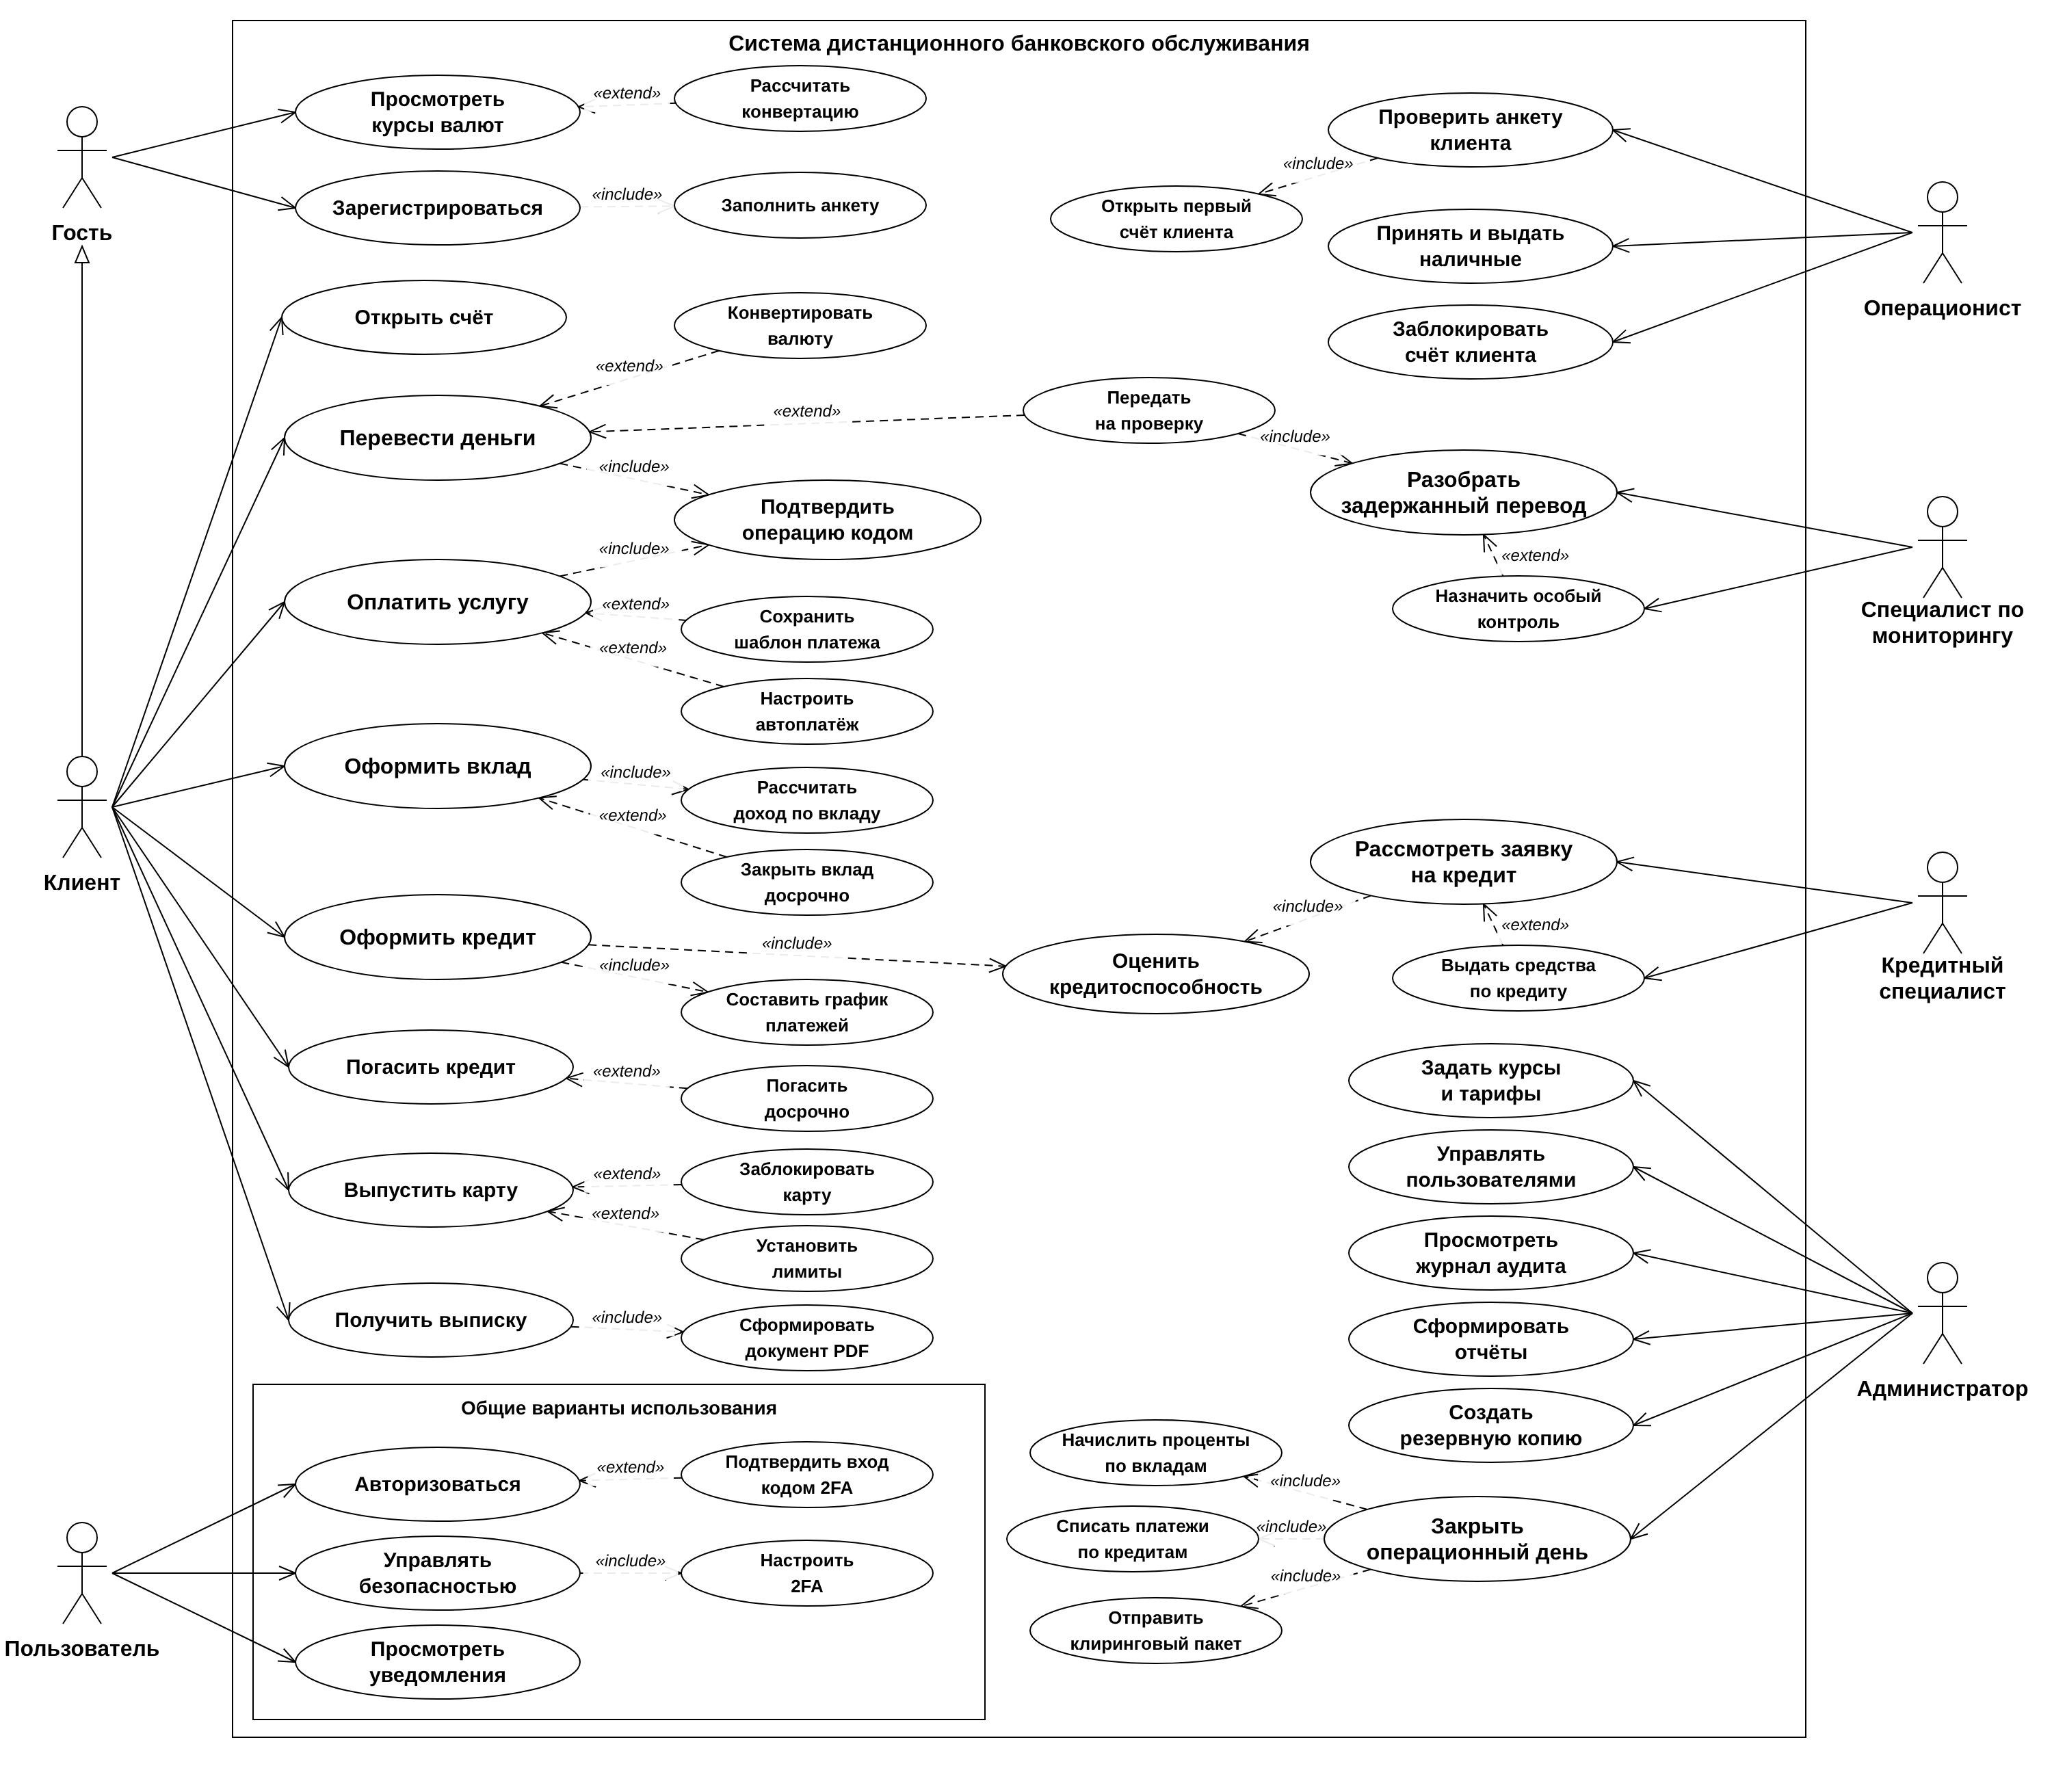 Система дистанционного банковского обслуживания
Гость
Просмотреть
курсы валют
«extend»
Рассчитать
конвертацию
Зарегистрироваться
«include»
Заполнить анкету
Проверить анкету
клиента
«include»
Открыть первый
счёт клиента
Принять и выдать
наличные
Заблокировать
счёт клиента
Операционист
Открыть счёт
Конвертировать
валюту
«extend»
Перевести деньги
«extend»
Передать
на проверку
«include»
«include»
Подтвердить
операцию кодом
Разобрать
задержанный перевод
«extend»
Назначить особый
контроль
Специалист по
мониторингу
«include»
Оплатить услугу
«extend»
Сохранить
шаблон платежа
«extend»
Настроить
автоплатёж
Клиент
Оформить вклад
«include»
Рассчитать
доход по вкладу
«extend»
Закрыть вклад
досрочно
Рассмотреть заявку
на кредит
«include»
«extend»
Выдать средства
по кредиту
Кредитный
специалист
Оформить кредит
«include»
Оценить
кредитоспособность
«include»
Составить график
платежей
Погасить кредит
«extend»
Погасить
досрочно
Выпустить карту
«extend»
Заблокировать
карту
«extend»
Установить
лимиты
Получить выписку
«include»
Сформировать
документ PDF
Задать курсы
и тарифы
Управлять
пользователями
Просмотреть
журнал аудита
Сформировать
отчёты
Создать
резервную копию
Администратор
Общие варианты использования
Авторизоваться
«extend»
Подтвердить вход
кодом 2FA
Управлять
безопасностью
«include»
Настроить
2FA
Просмотреть
уведомления
Пользователь
Начислить проценты
по вкладам
«include»
Списать платежи
по кредитам
«include»
Закрыть
операционный день
«include»
Отправить
клиринговый пакет